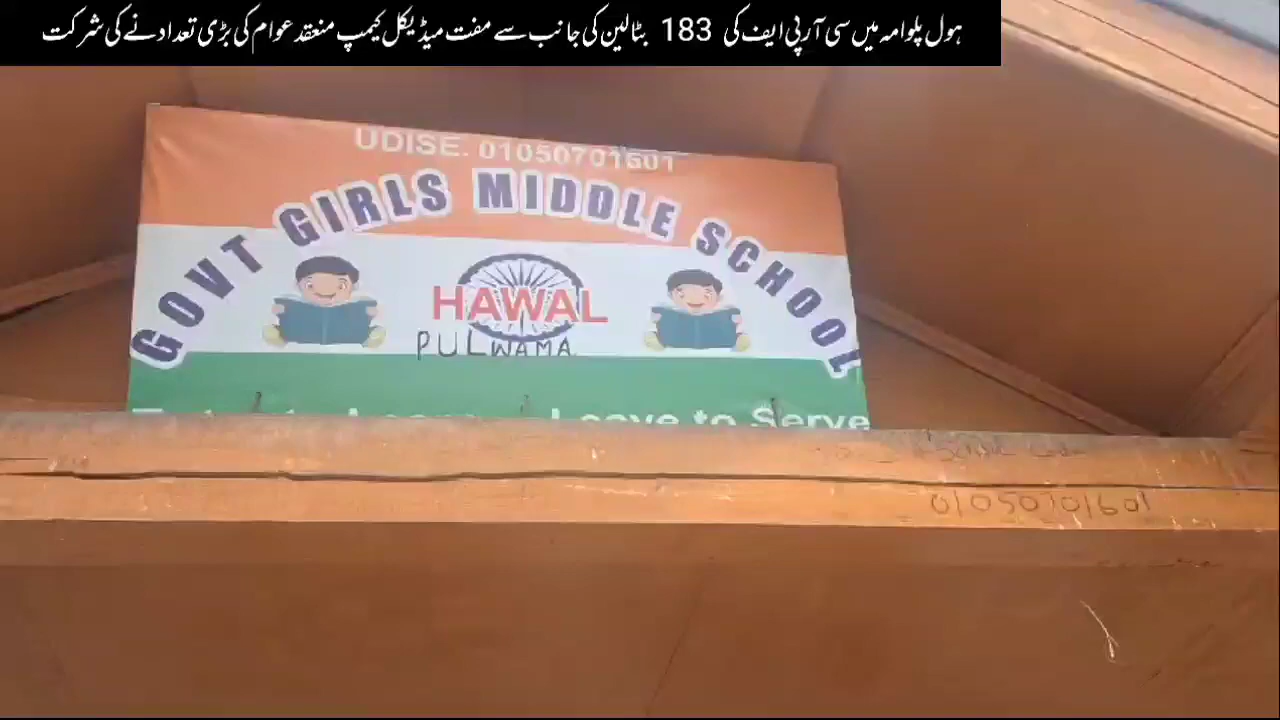 ہول پلوامہ میں سی آر پی ایف کی 183 بٹالین کی جانب سے مفت میڈیکل کیمپ منعقد عوام کی بڑی تعداد نے کی شرکت
UDISE. 01050701601
GOVT GIRLS MIDDLE SCHOOL
HAWAL
PULWAMA
Leave to Serve
01050701601